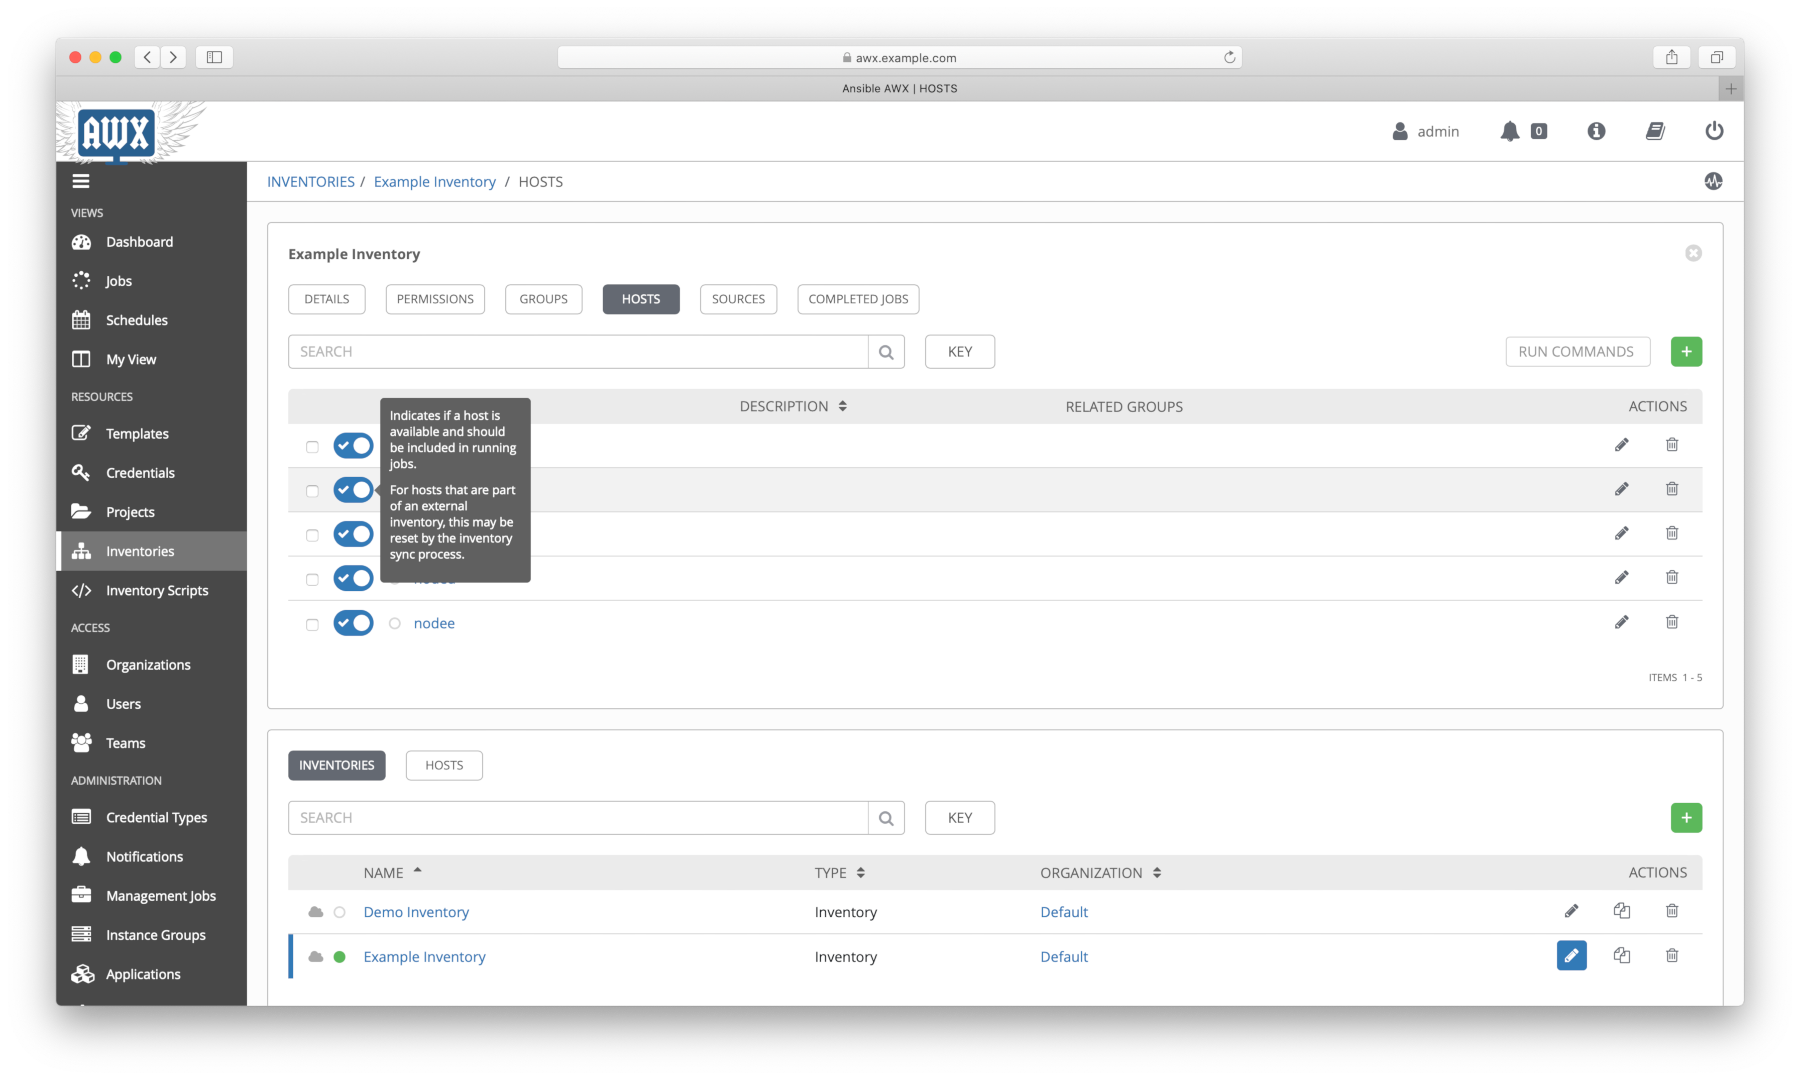 awx.example.com
Ansible AWX | HOSTS
AWX
admin
0
INVENTORIES / Example Inventory / HOSTS
VIEWS
Dashboard
Jobs
Schedules
My View
RESOURCES
Templates
Credentials
Projects
Inventories
Inventory Scripts
ACCESS
Organizations
Users
Teams
ADMINISTRATION
Credential Types
Notifications
Management Jobs
Instance Groups
Applications
Example Inventory
DETAILS
PERMISSIONS
GROUPS
HOSTS
SOURCES
COMPLETED JOBS
SEARCH
KEY
RUN COMMANDS
DESCRIPTION
RELATED GROUPS
ACTIONS
Indicates if a host is
available and should
be included in running
jobs.
For hosts that are part
of an external
inventory, this may be
reset by the inventory
sync process.
nodee
ITEMS 1 - 5
INVENTORIES
HOSTS
SEARCH
KEY
NAME
TYPE
ORGANIZATION
ACTIONS
Demo Inventory
Inventory
Default
Example Inventory
Inventory
Default